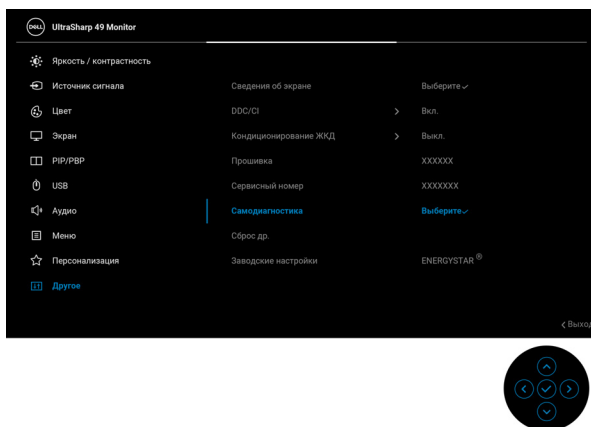 DELL UltraSharp 49 Monitor
Яркость / контрастность
Источник сигнала Сведения об экране Выберите
Цвет DDC/CI Вкл.
Экран Кондиционирование ЖКД Выкл.
PIP/PBP Прошивка XXXXXX
USB Сервисный номер XXXXXXX
Аудио Самодиагностика Выберите
Меню Сброс др.
Персонализация Заводские настройки ENERGYSTAR ®
Другое
Выход